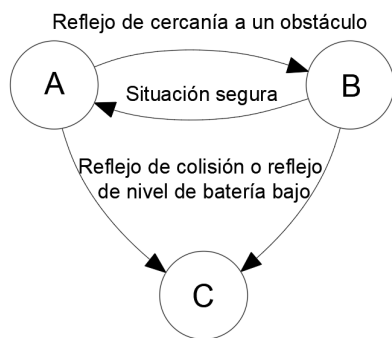 Reflejo de cercanía a un obstáculo
A
B
Situación segura
Reflejo de colisión o reflejo
de nivel de batería bajo
C